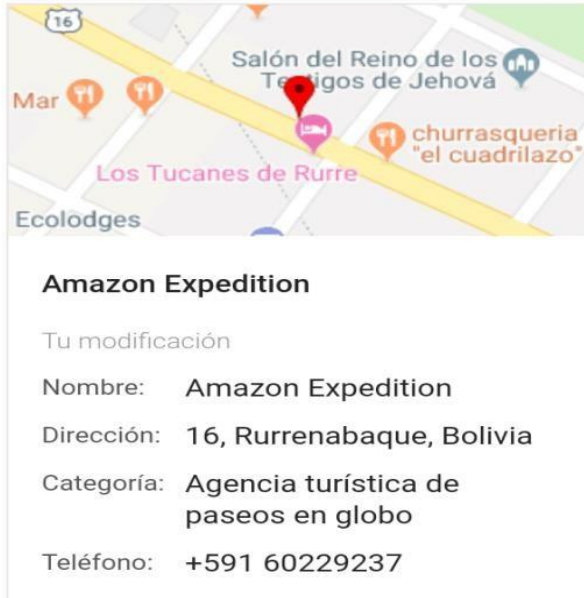 16
Salón del Reino de los
Testigos de Jehová
Mar
churrasqueria
"el cuadrilazo"
Los Tucanes de Rurre
Ecolodges
Amazon Expedition
Tu modificación
Nombre: Amazon Expedition
Dirección: 16, Rurrenabaque, Bolivia
Categoría: Agencia turística de
paseos en globo
Teléfono: +591 60229237